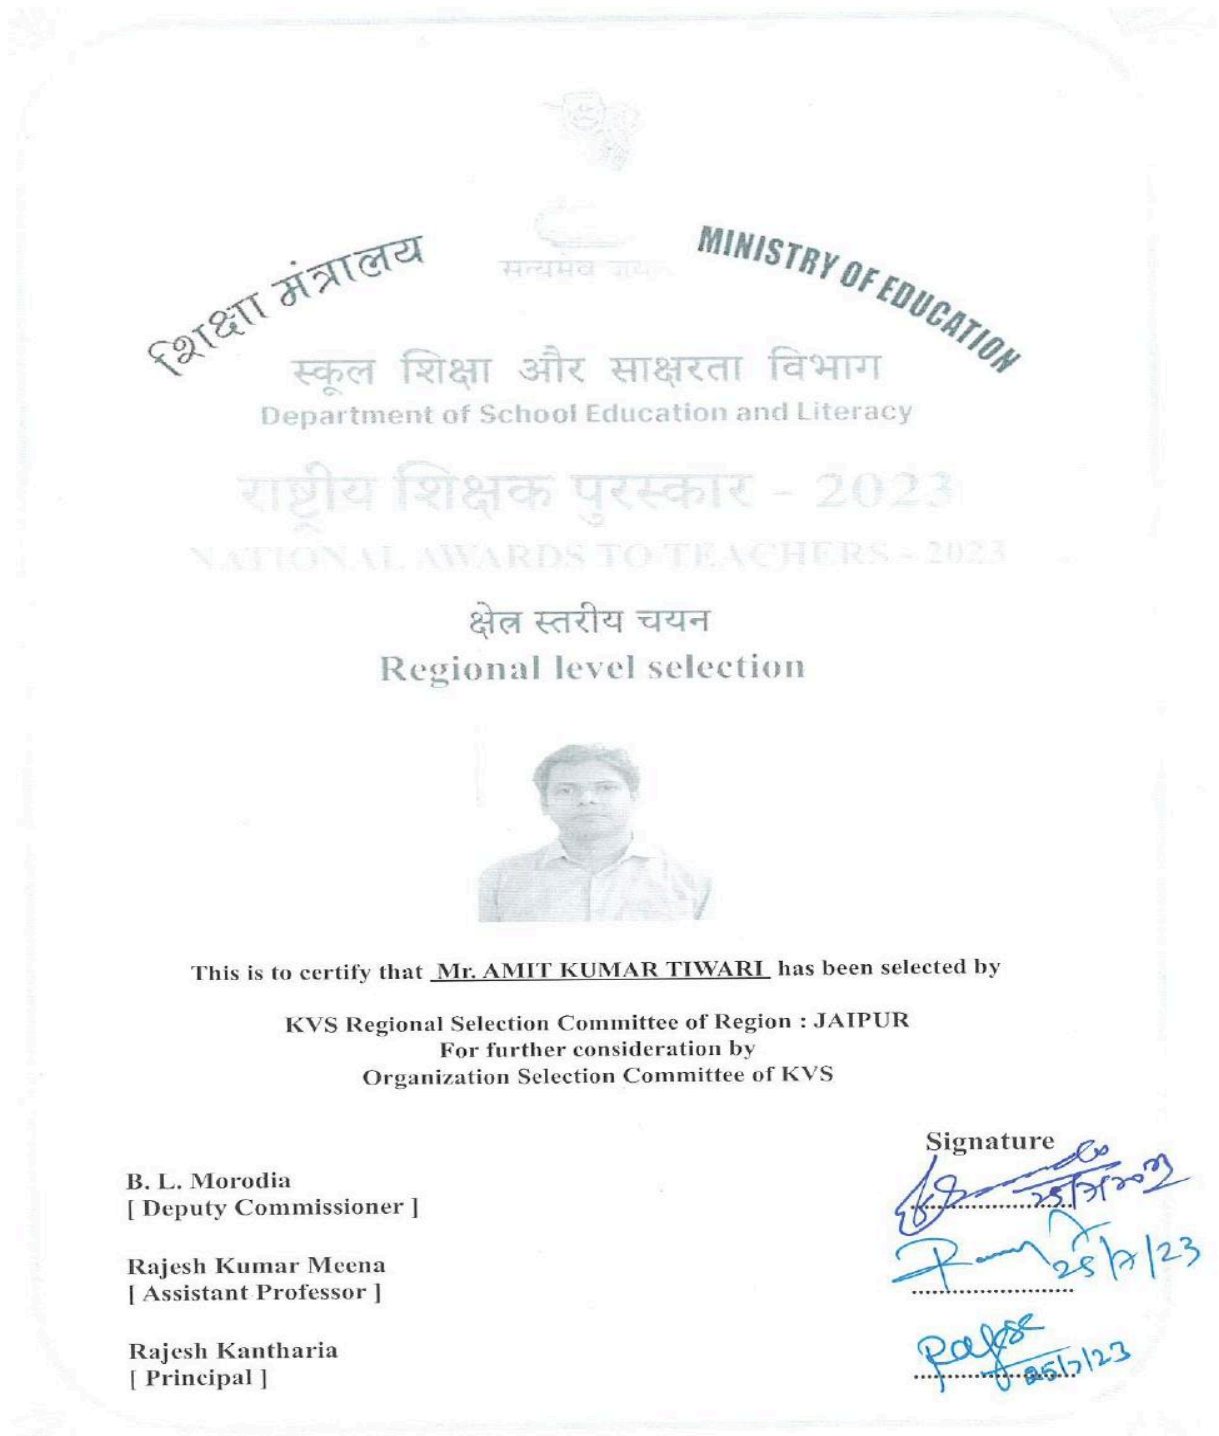 सत्यमेव जयते
शिक्षा मंत्रालय
MINISTRY OF EDUCATION
स्कूल शिक्षा और साक्षरता विभाग
Department of School Education and Literacy
राष्ट्रीय शिक्षक पुरस्कार - 2023
NATIONAL AWARDS TO TEACHERS - 2023
क्षेत्र स्तरीय चयन
Regional level selection
This is to certify that Mr. AMIT KUMAR TIWARI has been selected by
KVS Regional Selection Committee of Region : JAIPUR
For further consideration by
Organization Selection Committee of KVS
Signature
B. L. Morodia
[ Deputy Commissioner ]
25/7/2023
Rajesh Kumar Meena
[ Assistant Professor ]
25/7/23
Rajesh Kantharia
[ Principal ]
25/7/23